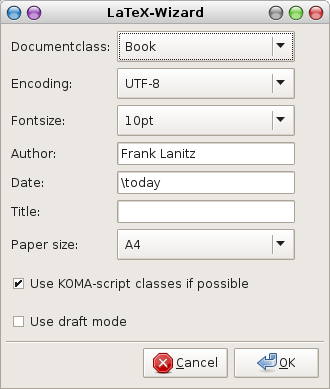 LaTeX-Wizard
Documentclass: Book
Encoding: UTF-8
Fontsize: 10pt
Author: Frank Lanitz
Date: \today
Title:
Paper size: A4
Use KOMA-script classes if possible
Use draft mode
Cancel OK